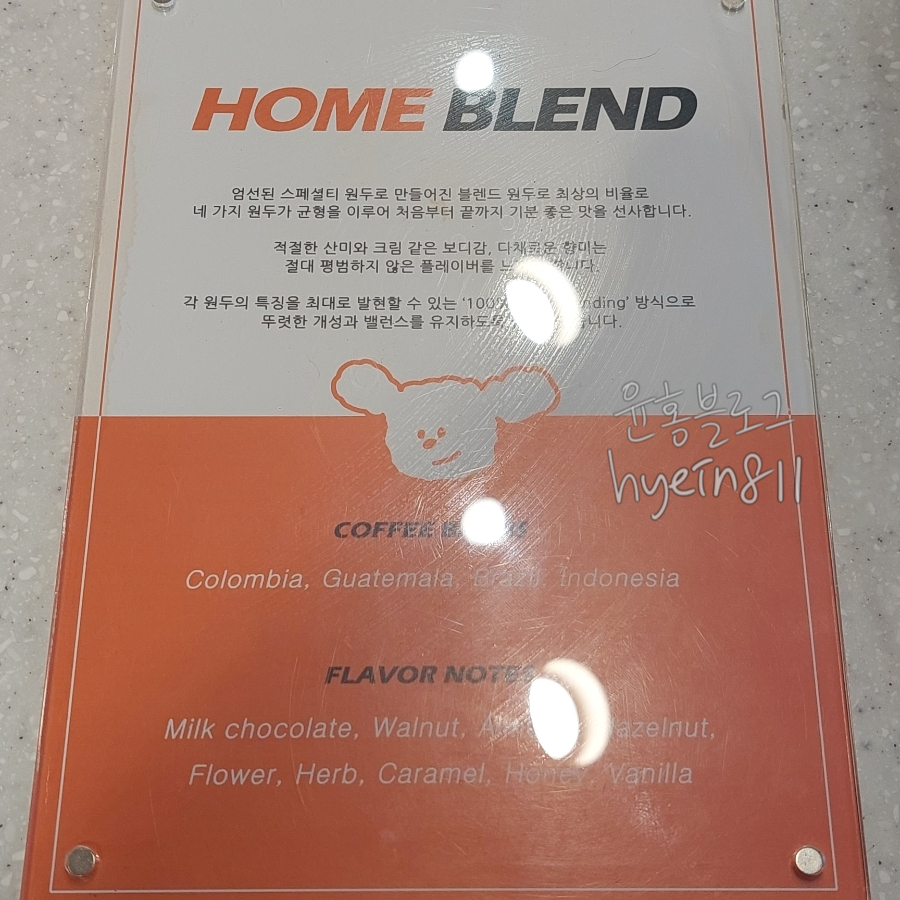 HOME BLEND
엄선된 스페셜티 원두로 만들어진 블렌드 원두로 최상의 비율로
네 가지 원두가 균형을 이루어 처음부터 끝까지 기분 좋은 맛을 선사합니다.
적절한 산미와 크림 같은 보디감, 다채로운 향미는
절대 평범하지 않은 플레이버를
각 원두의 특징을 최대로 발현할 수 있는 방식으로
뚜렷한 개성과 밸런스를 유지하도록
윤홍블로그
hyein811
COFFEE
Colombia, Guatemala, Brazil, Indonesia
FLAVOR NOTES
Milk chocolate, Walnut, Hazelnut,
Flower, Herb, Caramel, Honey, Vanilla